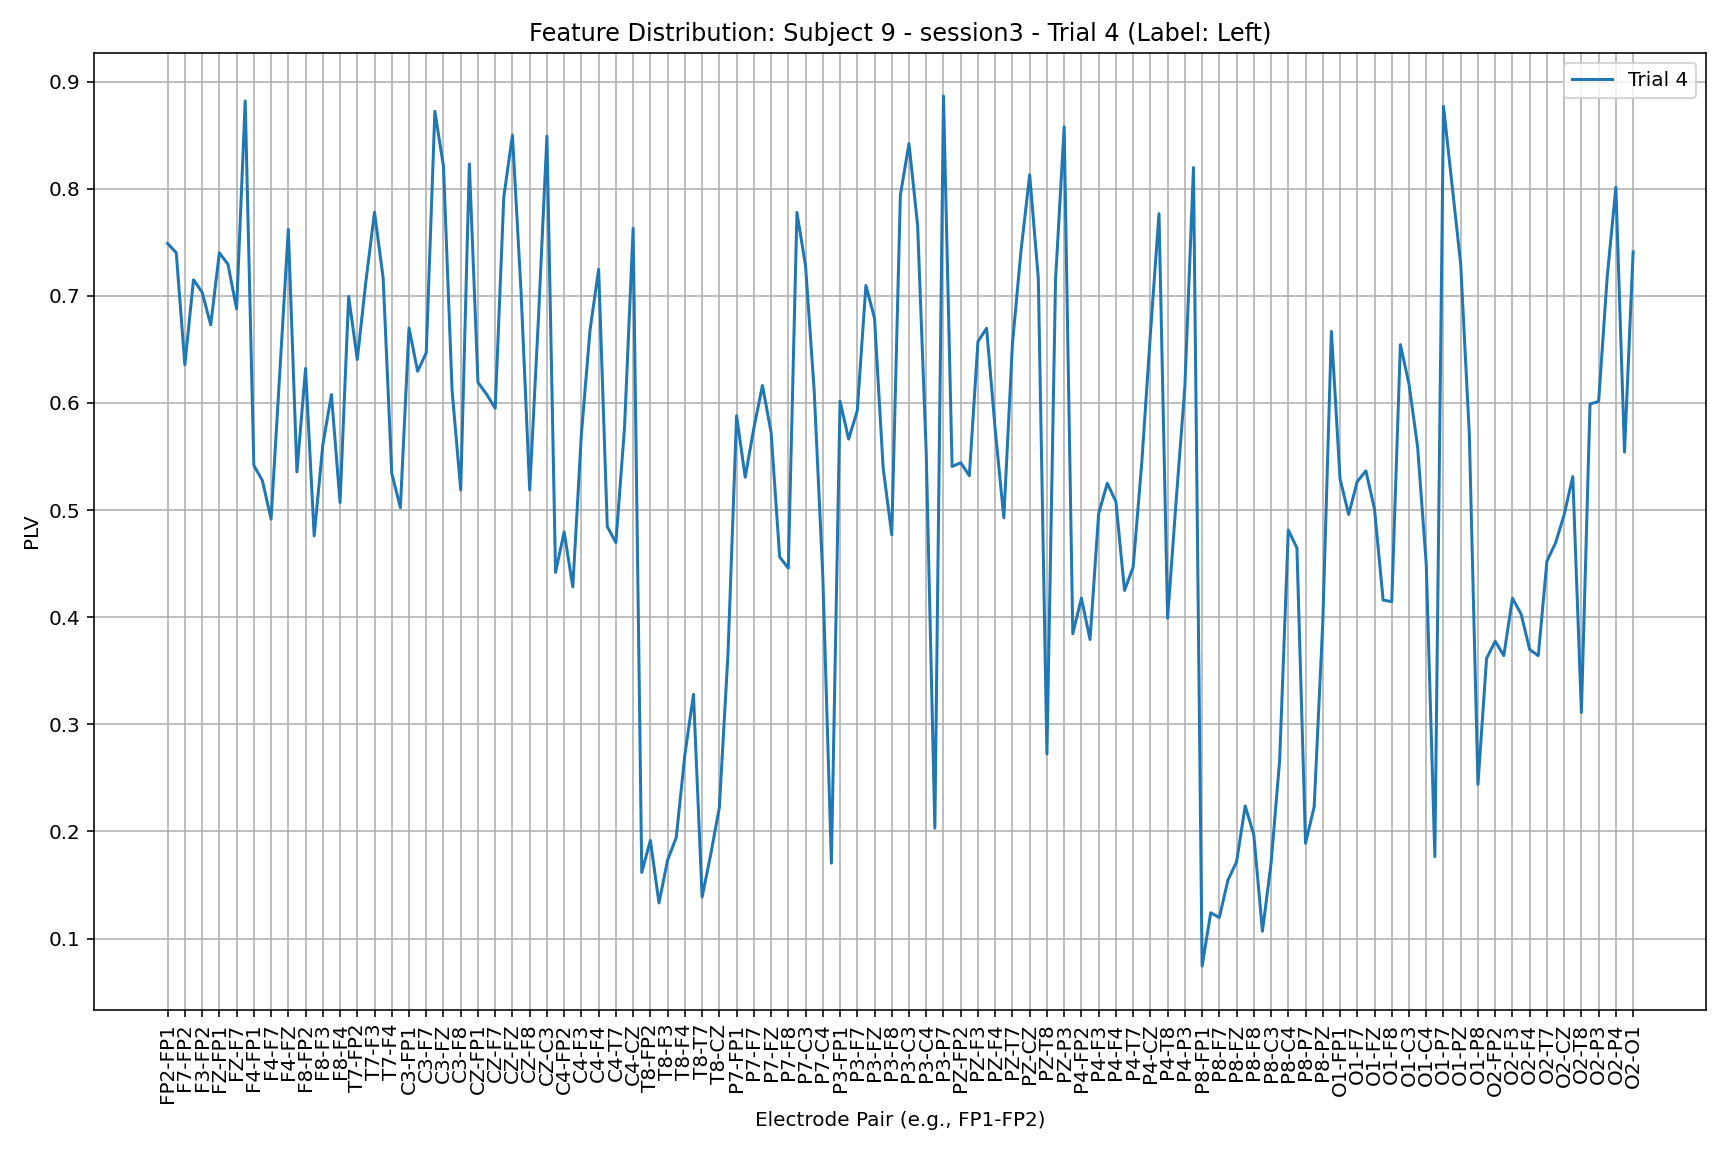 Feature Distribution: Subject 9 - session3 - Trial 4 (Label: Left)
Trial 4
PLV
0.9
0.8
0.7
0.6
0.5
0.4
0.3
0.2
0.1
FP2-FP1
F7-FP2
F3-FP2
FZ-FP1
FZ-F7
F4-FP1
F4-F7
F4-FZ
F8-FP2
F8-F3
F8-F4
T7-FP2
T7-F3
T7-F4
C3-FP1
C3-F7
C3-FZ
C3-F8
CZ-FP1
CZ-F7
CZ-FZ
CZ-F8
CZ-C3
C4-FP2
C4-F3
C4-F4
C4-T7
C4-CZ
T8-FP2
T8-F3
T8-F4
T8-T7
T8-CZ
P7-FP1
P7-F7
P7-FZ
P7-F8
P7-C3
P7-C4
P3-FP1
P3-F7
P3-FZ
P3-F8
P3-C3
P3-C4
P3-P7
PZ-FP2
PZ-F3
PZ-F4
PZ-T7
PZ-CZ
PZ-T8
PZ-P3
P4-FP2
P4-F3
P4-F4
P4-T7
P4-CZ
P4-T8
P4-P3
P8-FP1
P8-F7
P8-FZ
P8-F8
P8-C3
P8-C4
P8-P7
P8-PZ
O1-FP1
O1-F7
O1-FZ
O1-F8
O1-C3
O1-C4
O1-P7
O1-PZ
O1-P8
O2-FP2
O2-F3
O2-F4
O2-T7
O2-CZ
O2-T8
O2-P3
O2-P4
O2-O1
Electrode Pair (e.g., FP1-FP2)